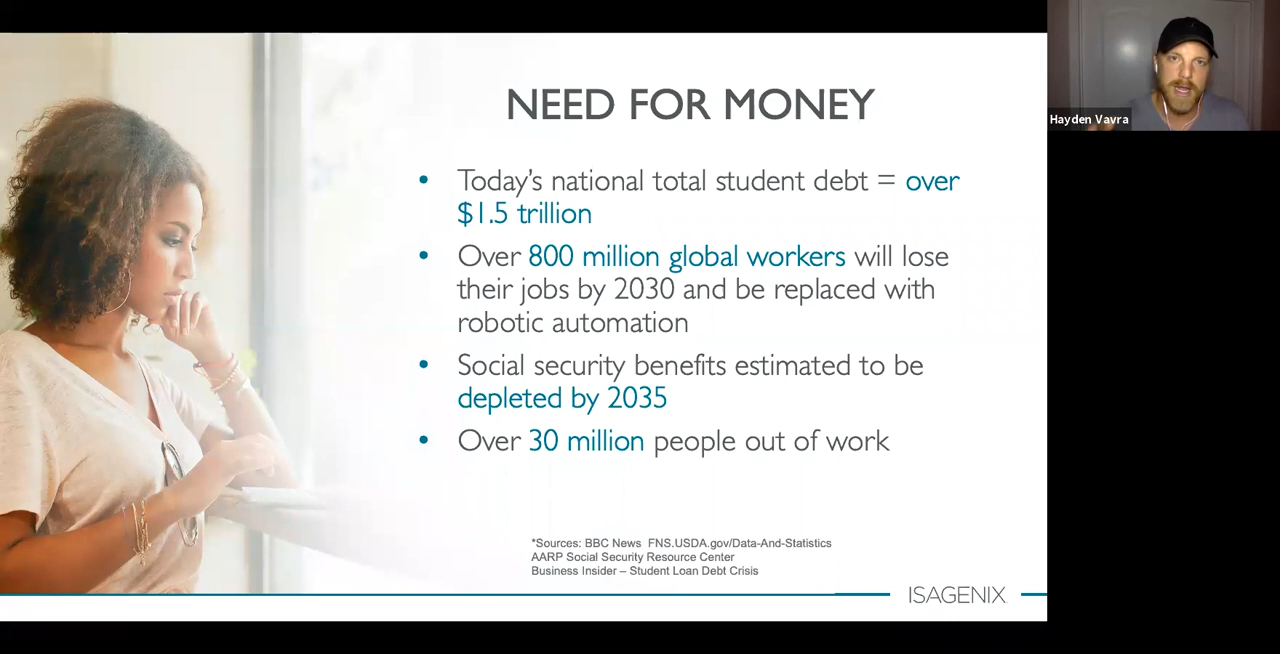 NEED FOR MONEY
• Today's national total student debt = over
$1.5 trillion
• Over 800 million global workers will lose
their jobs by 2030 and be replaced with
robotic automation
• Social security benefits estimated to be
depleted by 2035
• Over 30 million people out of work
*Sources: BBC News  FNS.USDA.gov/Data-And-Statistics
AARP Social Security Resource Center
Business Insider – Student Loan Debt Crisis
ISAGENIX
Hayden Vavra